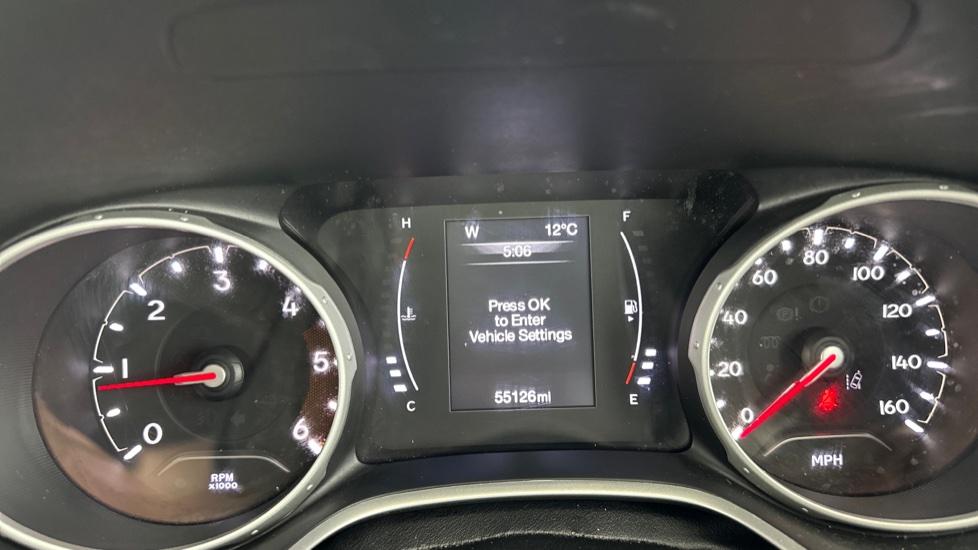 H
F
W 12°C
5:06
Press OK
to Enter
Vehicle Settings
55126mi
C
E
0
1
2
3
4
5
6
RPM
x1000
0
20
40
60
80
100
120
140
160
MPH